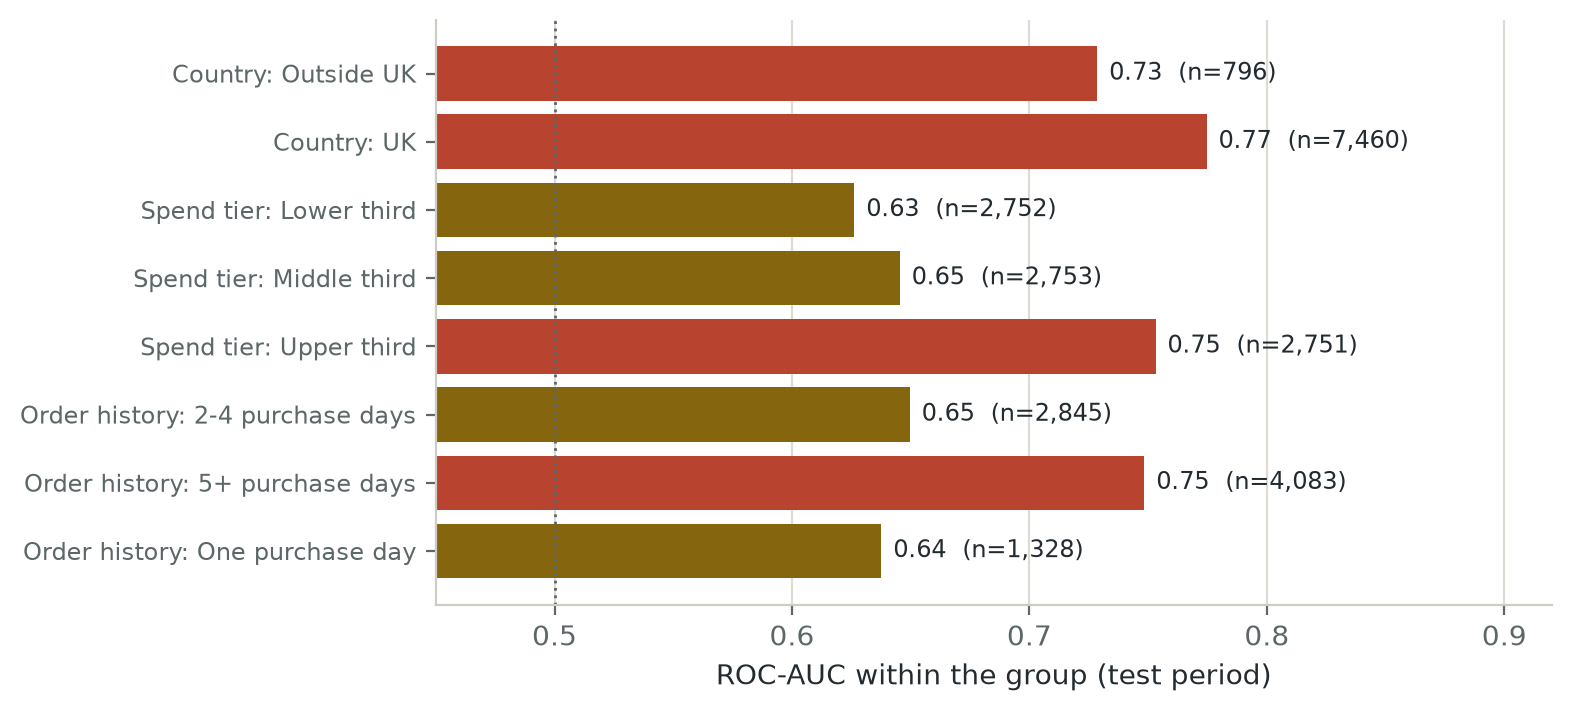 Country: Outside UK 0.73 (n=796)
Country: UK 0.77 (n=7,460)
Spend tier: Lower third 0.63 (n=2,752)
Spend tier: Middle third 0.65 (n=2,753)
Spend tier: Upper third 0.75 (n=2,751)
Order history: 2-4 purchase days 0.65 (n=2,845)
Order history: 5+ purchase days 0.75 (n=4,083)
Order history: One purchase day 0.64 (n=1,328)
0.5 0.6 0.7 0.8 0.9
ROC-AUC within the group (test period)